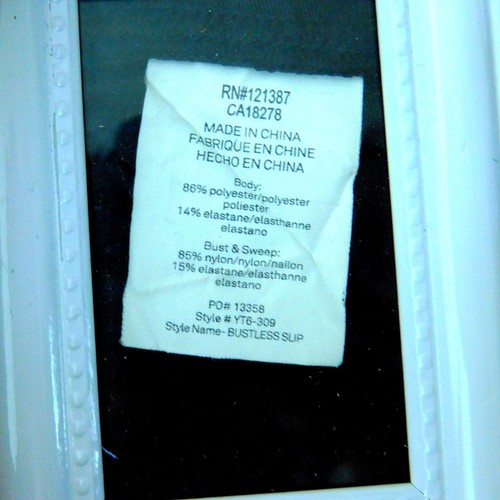 RN#121387
CA18278
MADE IN CHINA
FABRIQUE EN CHINE
HECHO EN CHINA
Body:
86% polyester/polyester
poliester
14% elastane/elasthanne
elastano
Bust & Sweep:
85% nylon/nylon/nailon
15% elastane/elasthanne
elastano
PO# 13358
Style # YT6-309
Style Name- BUSTLESS SLIP